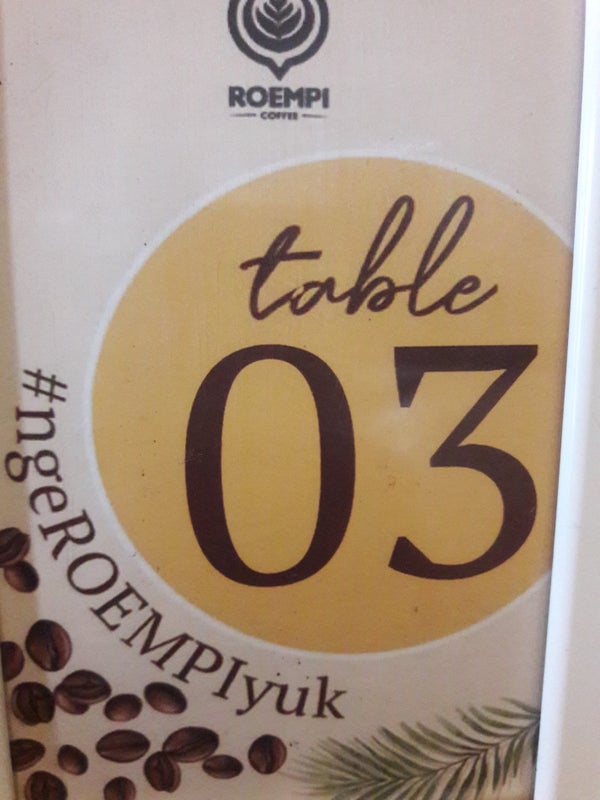 ROEMPI
COFFEE
table
03
#ngeROEMPIyuk